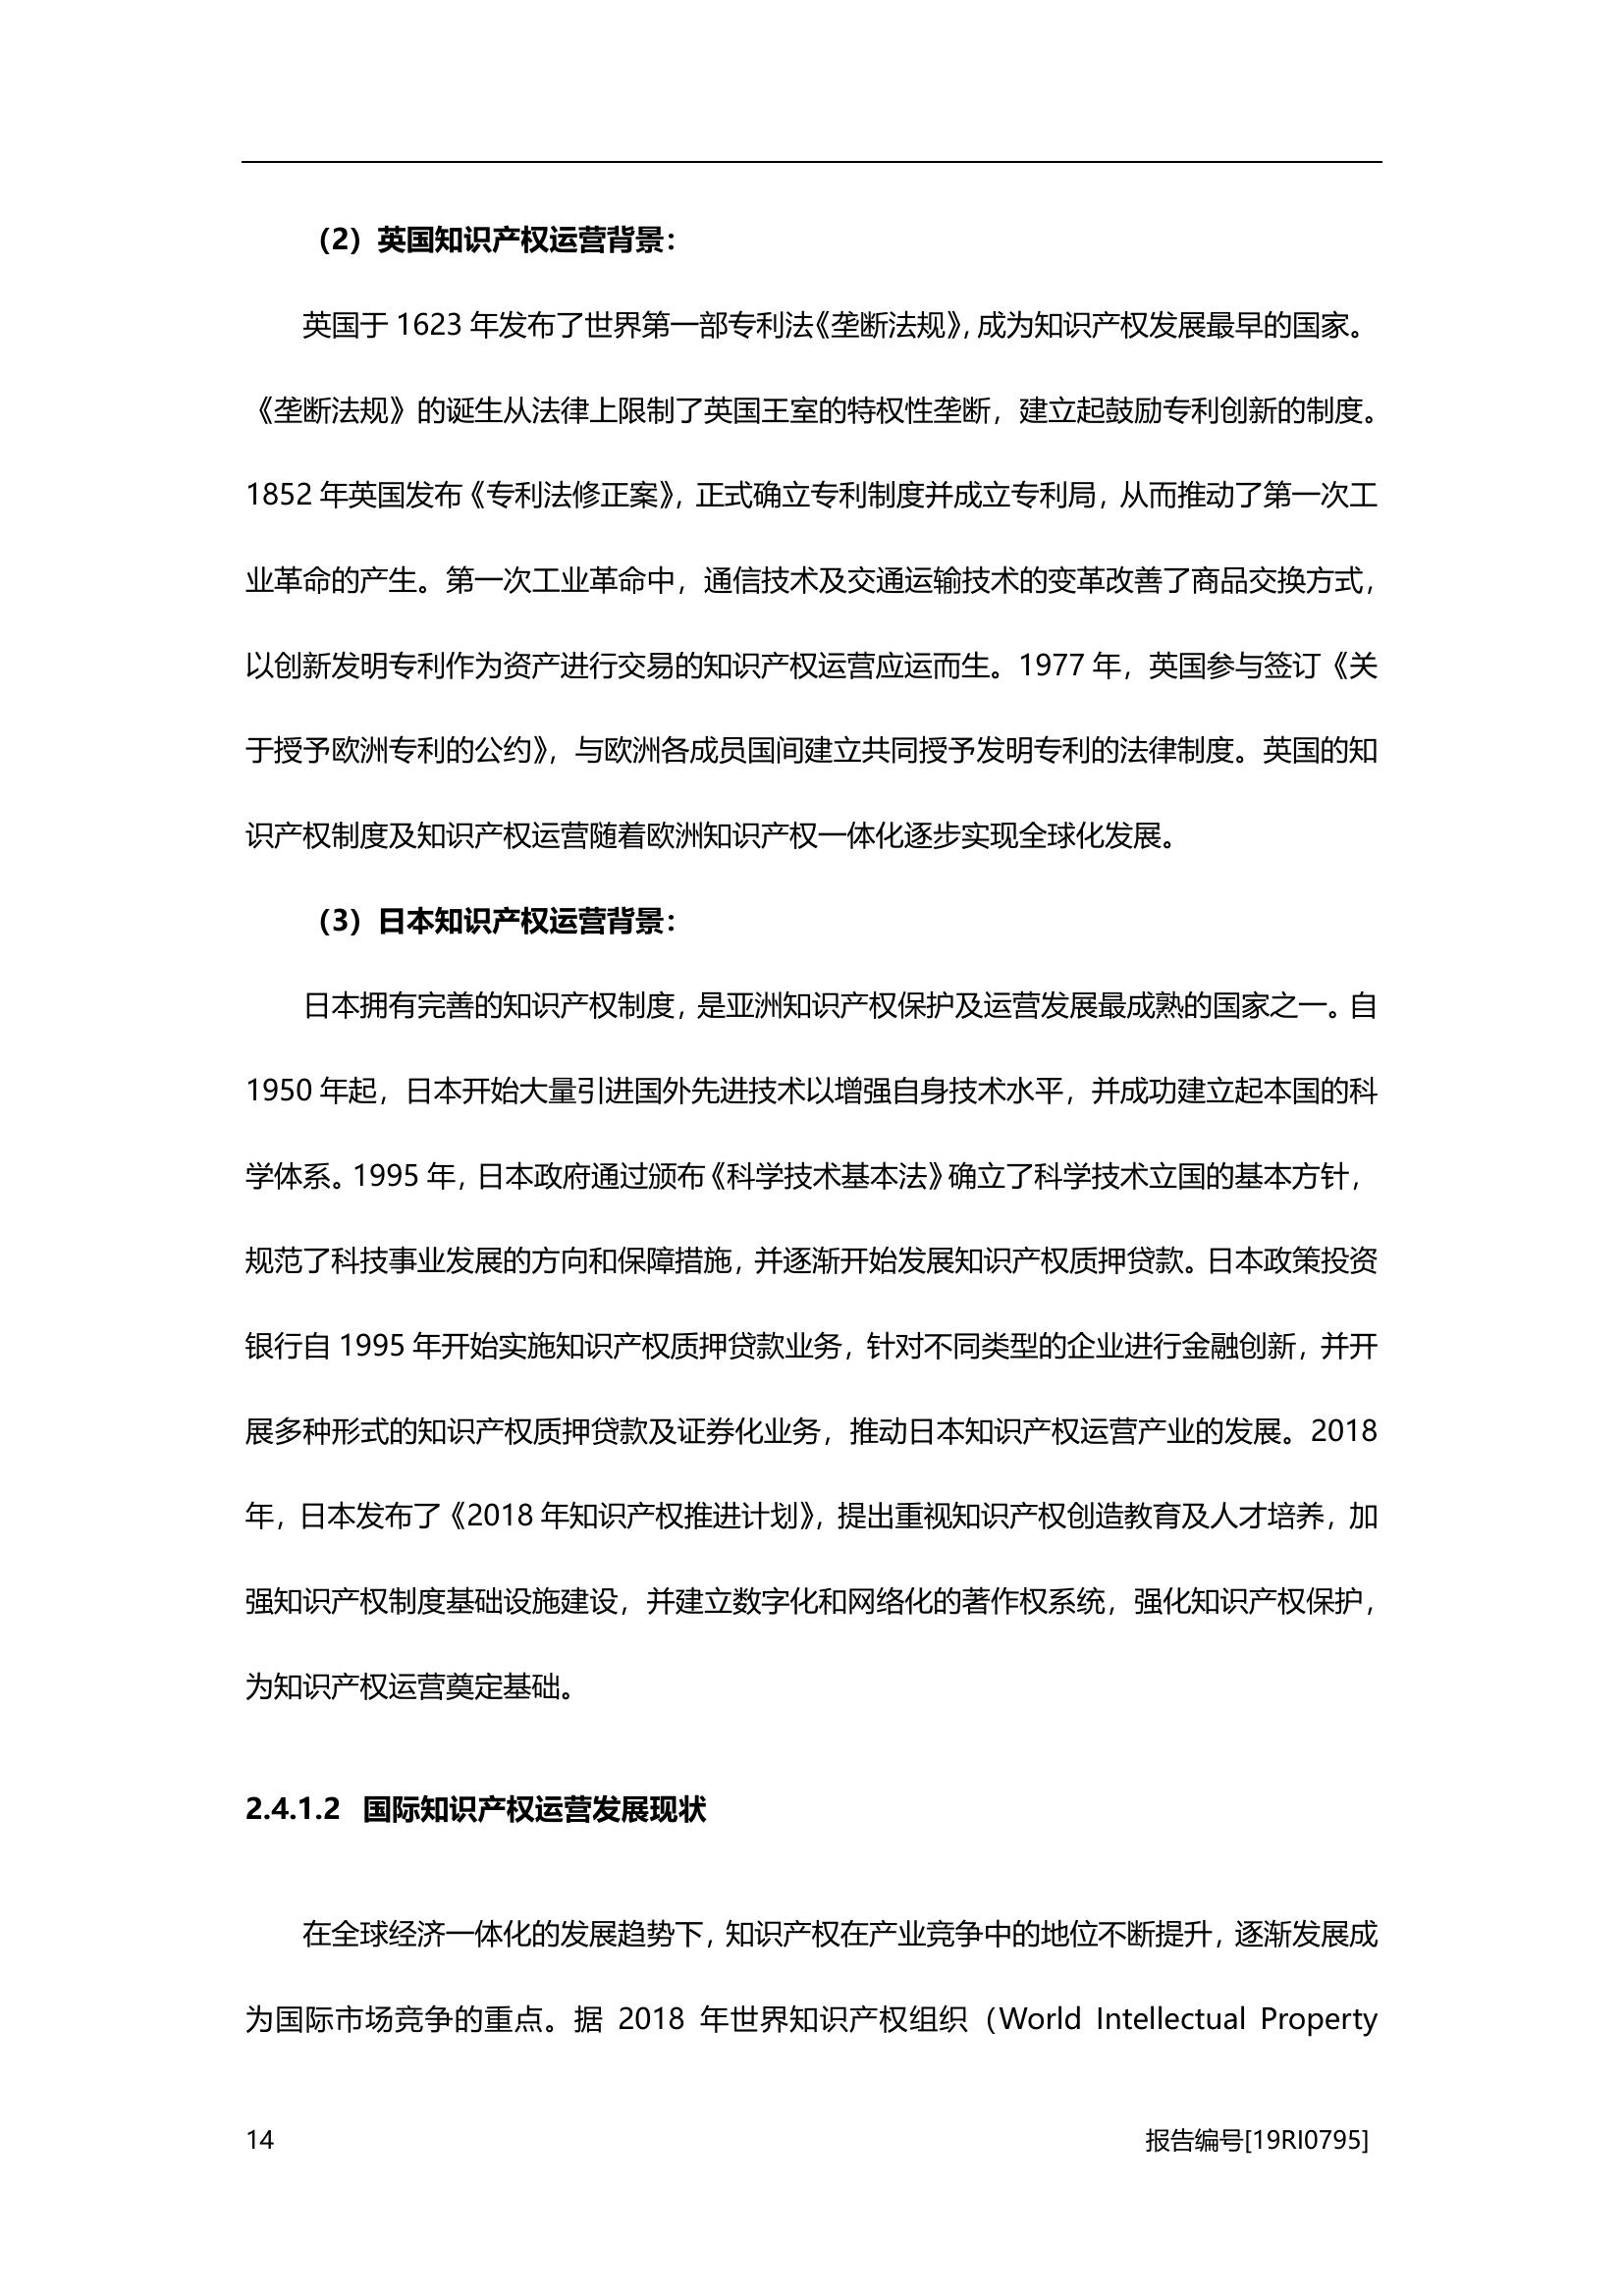 （2）英国知识产权运营背景：
英国于 1623 年发布了世界第一部专利法《垄断法规》，成为知识产权发展最早的国家。
《垄断法规》的诞生从法律上限制了英国王室的特权性垄断，建立起鼓励专利创新的制度。
1852 年英国发布《专利法修正案》，正式确立专利制度并成立专利局，从而推动了第一次工
业革命的产生。第一次工业革命中，通信技术及交通运输技术的变革改善了商品交换方式，
以创新发明专利作为资产进行交易的知识产权运营应运而生。1977 年，英国参与签订《关
于授予欧洲专利的公约》，与欧洲各成员国间建立共同授予发明专利的法律制度。英国的知
识产权制度及知识产权运营随着欧洲知识产权一体化逐步实现全球化发展。
（3）日本知识产权运营背景：
日本拥有完善的知识产权制度，是亚洲知识产权保护及运营发展最成熟的国家之一。自
1950 年起，日本开始大量引进国外先进技术以增强自身技术水平，并成功建立起本国的科
学体系。1995 年，日本政府通过颁布《科学技术基本法》确立了科学技术立国的基本方针，
规范了科技事业发展的方向和保障措施，并逐渐开始发展知识产权质押贷款。日本政策投资
银行自 1995 年开始实施知识产权质押贷款业务，针对不同类型的企业进行金融创新，并开
展多种形式的知识产权质押贷款及证券化业务，推动日本知识产权运营产业的发展。2018
年，日本发布了《2018 年知识产权推进计划》，提出重视知识产权创造教育及人才培养，加
强知识产权制度基础设施建设，并建立数字化和网络化的著作权系统，强化知识产权保护，
为知识产权运营奠定基础。
2.4.1.2 国际知识产权运营发展现状
在全球经济一体化的发展趋势下，知识产权在产业竞争中的地位不断提升，逐渐发展成
为国际市场竞争的重点。据 2018 年世界知识产权组织（World Intellectual Property
14 报告编号[19RI0795]